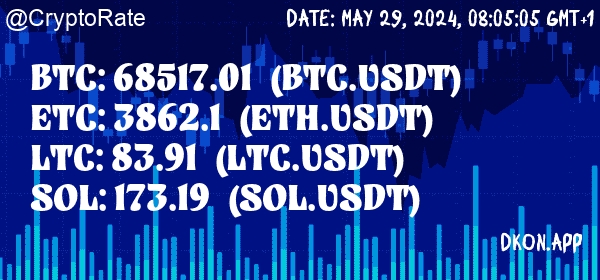 @CryptoRate
DATE: MAY 29, 2024, 08:05:05 GMT+1
BTC: 68517.01 (BTC.USDT)
ETC: 3862.1 (ETH.USDT)
LTC: 83.91 (LTC.USDT)
SOL: 173.19 (SOL.USDT)
DKON.APP